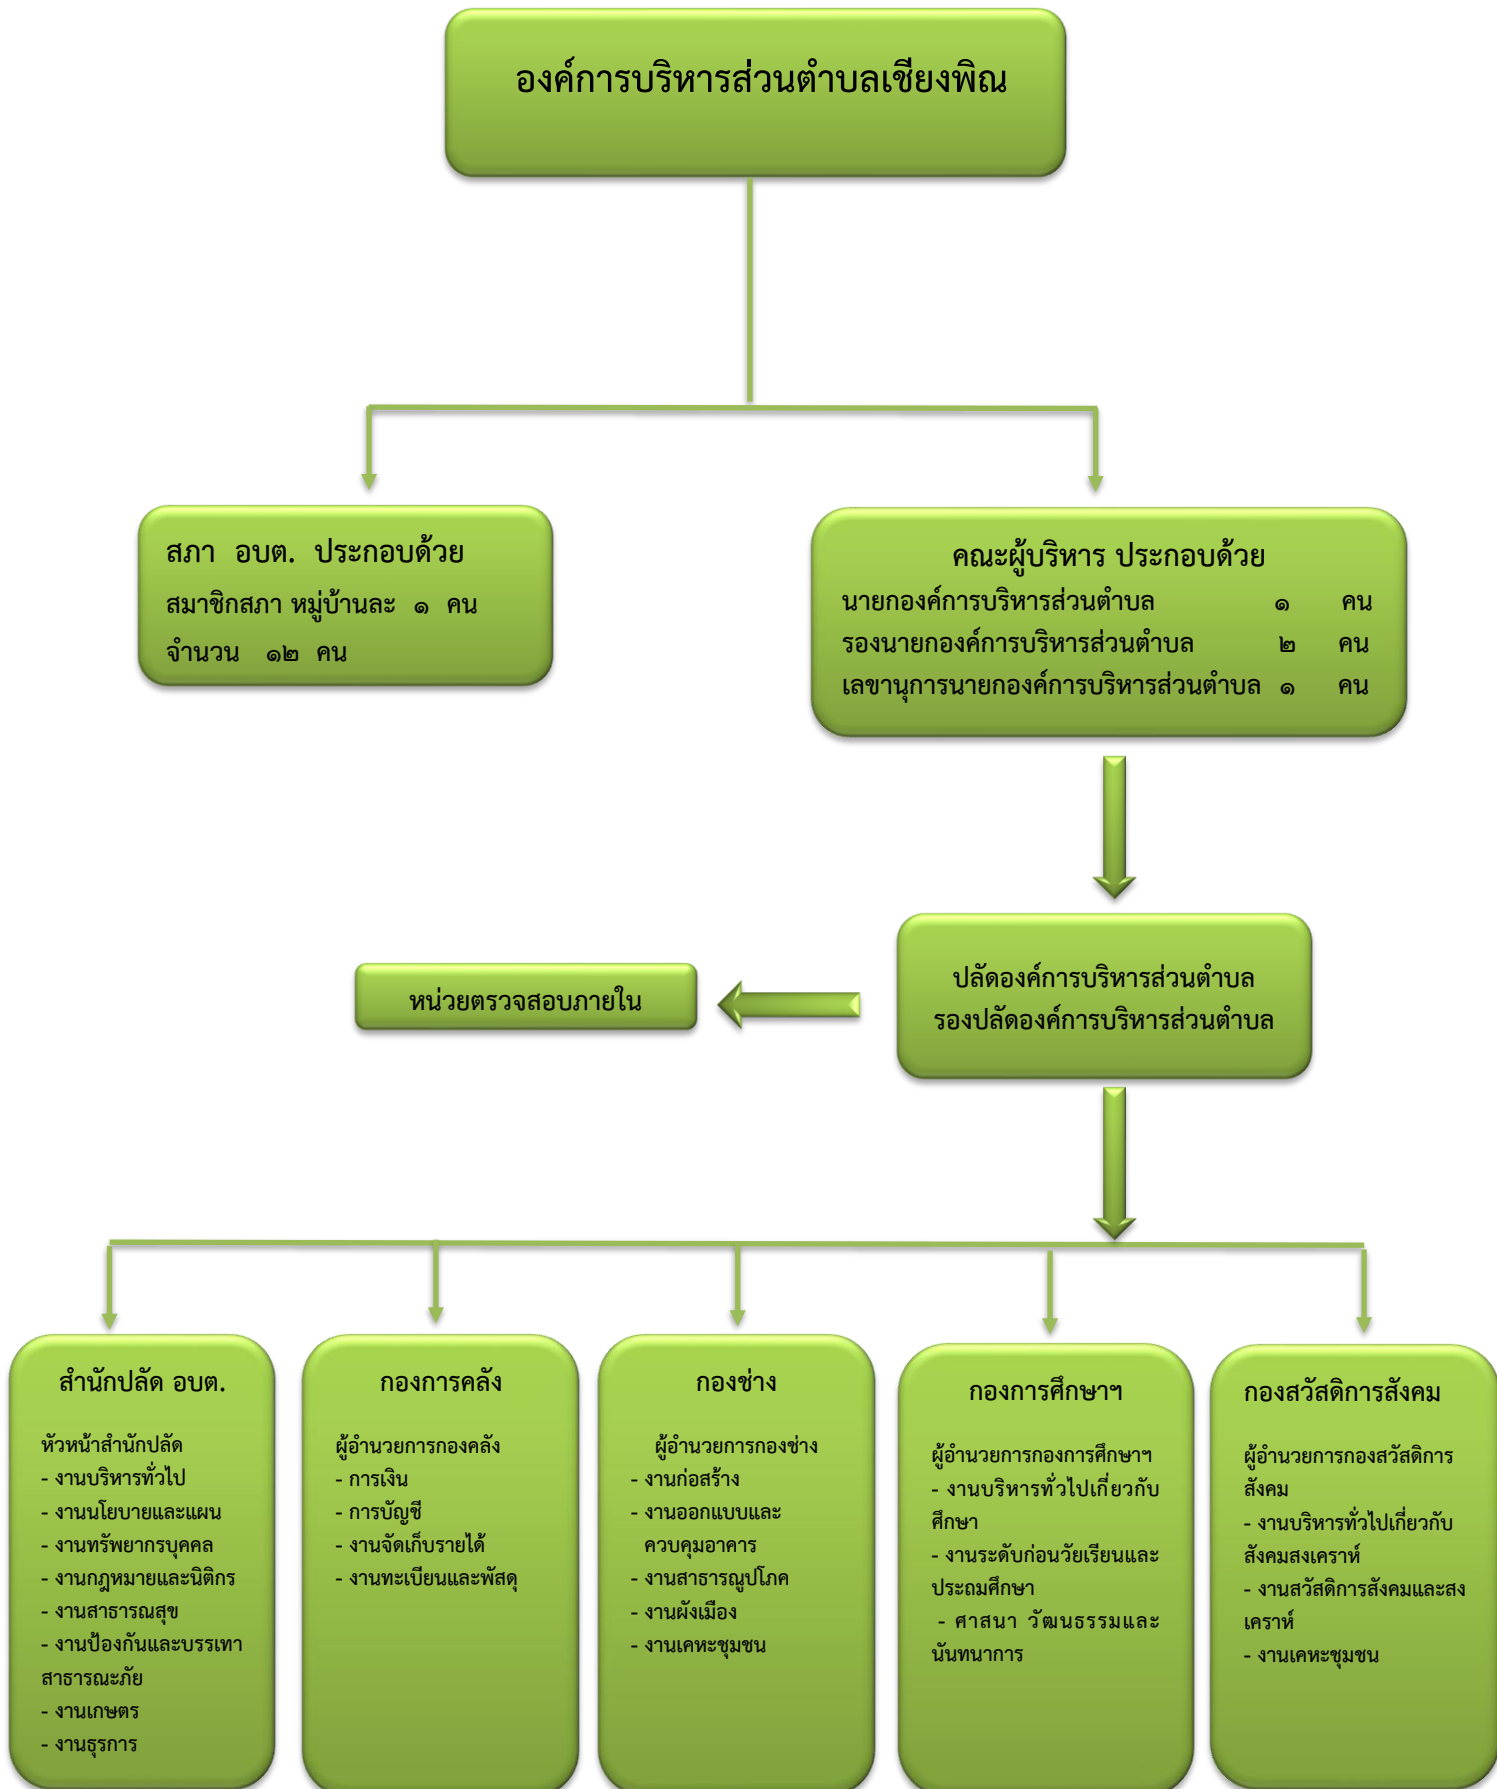 องค์การบริหารส่วนตำบลเชียงพิณ
สภา อบต. ประกอบด้วย
สมาชิกสภา หมู่บ้านละ ๑ คน
จำนวน ๑๒ คน
คณะผู้บริหาร ประกอบด้วย
นายกองค์การบริหารส่วนตำบล ๑ คน
รองนายกองค์การบริหารส่วนตำบล ๒ คน
เลขานุการนายกองค์การบริหารส่วนตำบล ๑ คน
หน่วยตรวจสอบภายใน
ปลัดองค์การบริหารส่วนตำบล
รองปลัดองค์การบริหารส่วนตำบล
สำนักปลัด อบต.
หัวหน้าสำนักปลัด
- งานบริหารทั่วไป
- งานนโยบายและแผน
- งานทรัพยากรบุคคล
- งานกฎหมายและนิติกร
- งานสาธารณสุข
- งานป้องกันและบรรเทา
สาธารณะภัย
- งานเกษตร
- งานธุรการ
กองการคลัง
ผู้อำนวยการกองคลัง
- การเงิน
- การบัญชี
- งานจัดเก็บรายได้
- งานทะเบียนและพัสดุ
กองช่าง
ผู้อำนวยการกองช่าง
- งานก่อสร้าง
- งานออกแบบและ
ควบคุมอาคาร
- งานสาธารณูปโภค
- งานผังเมือง
- งานเคหะชุมชน
กองการศึกษาฯ
ผู้อำนวยการกองการศึกษาฯ
- งานบริหารทั่วไปเกี่ยวกับ
ศึกษา
- งานระดับก่อนวัยเรียนและ
ประถมศึกษา
- ศาสนา วัฒนธรรมและ
นันทนาการ
กองสวัสดิการสังคม
ผู้อำนวยการกองสวัสดิการ
สังคม
- งานบริหารทั่วไปเกี่ยวกับ
สังคมสงเคราห์
- งานสวัสดิการสังคมและสง
เคราห์
- งานเคหะชุมชน